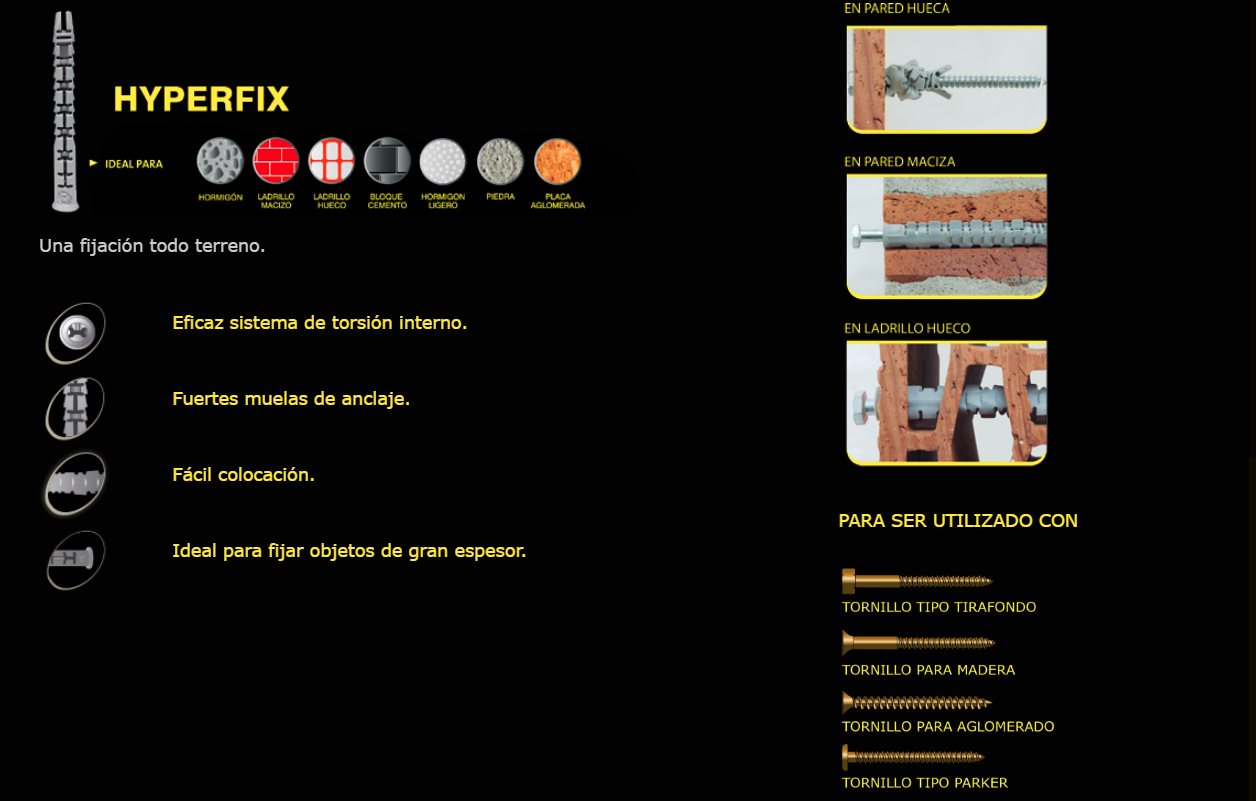 HYPERFIX
IDEAL PARA
HORMIGÓN
LADRILLO
MACIZO
LADRILLO
HUECO
BLOQUE
CEMENTO
HORMIGON
LIGERO
PIEDRA
PLACA
AGLOMERADA
Una fijación todo terreno.
Eficaz sistema de torsión interno.
Fuertes muelas de anclaje.
Fácil colocación.
Ideal para fijar objetos de gran espesor.
EN PARED HUECA
EN PARED MACIZA
EN LADRILLO HUECO
PARA SER UTILIZADO CON
TORNILLO TIPO TIRAFONDO
TORNILLO PARA MADERA
TORNILLO PARA AGLOMERADO
TORNILLO TIPO PARKER